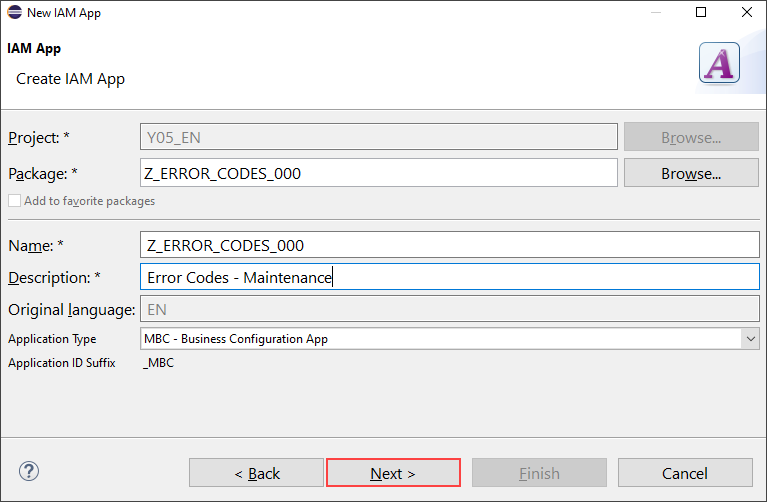 New IAM App
IAM App
Create IAM App
A
Project: * Y05_EN Browse...
Package: * Z_ERROR_CODES_000 Browse...
Add to favorite packages
Name: * Z_ERROR_CODES_000
Description: * Error Codes - Maintenance
Original language: EN
Application Type MBC - Business Configuration App
Application ID Suffix _MBC
? < Back Next > Finish Cancel